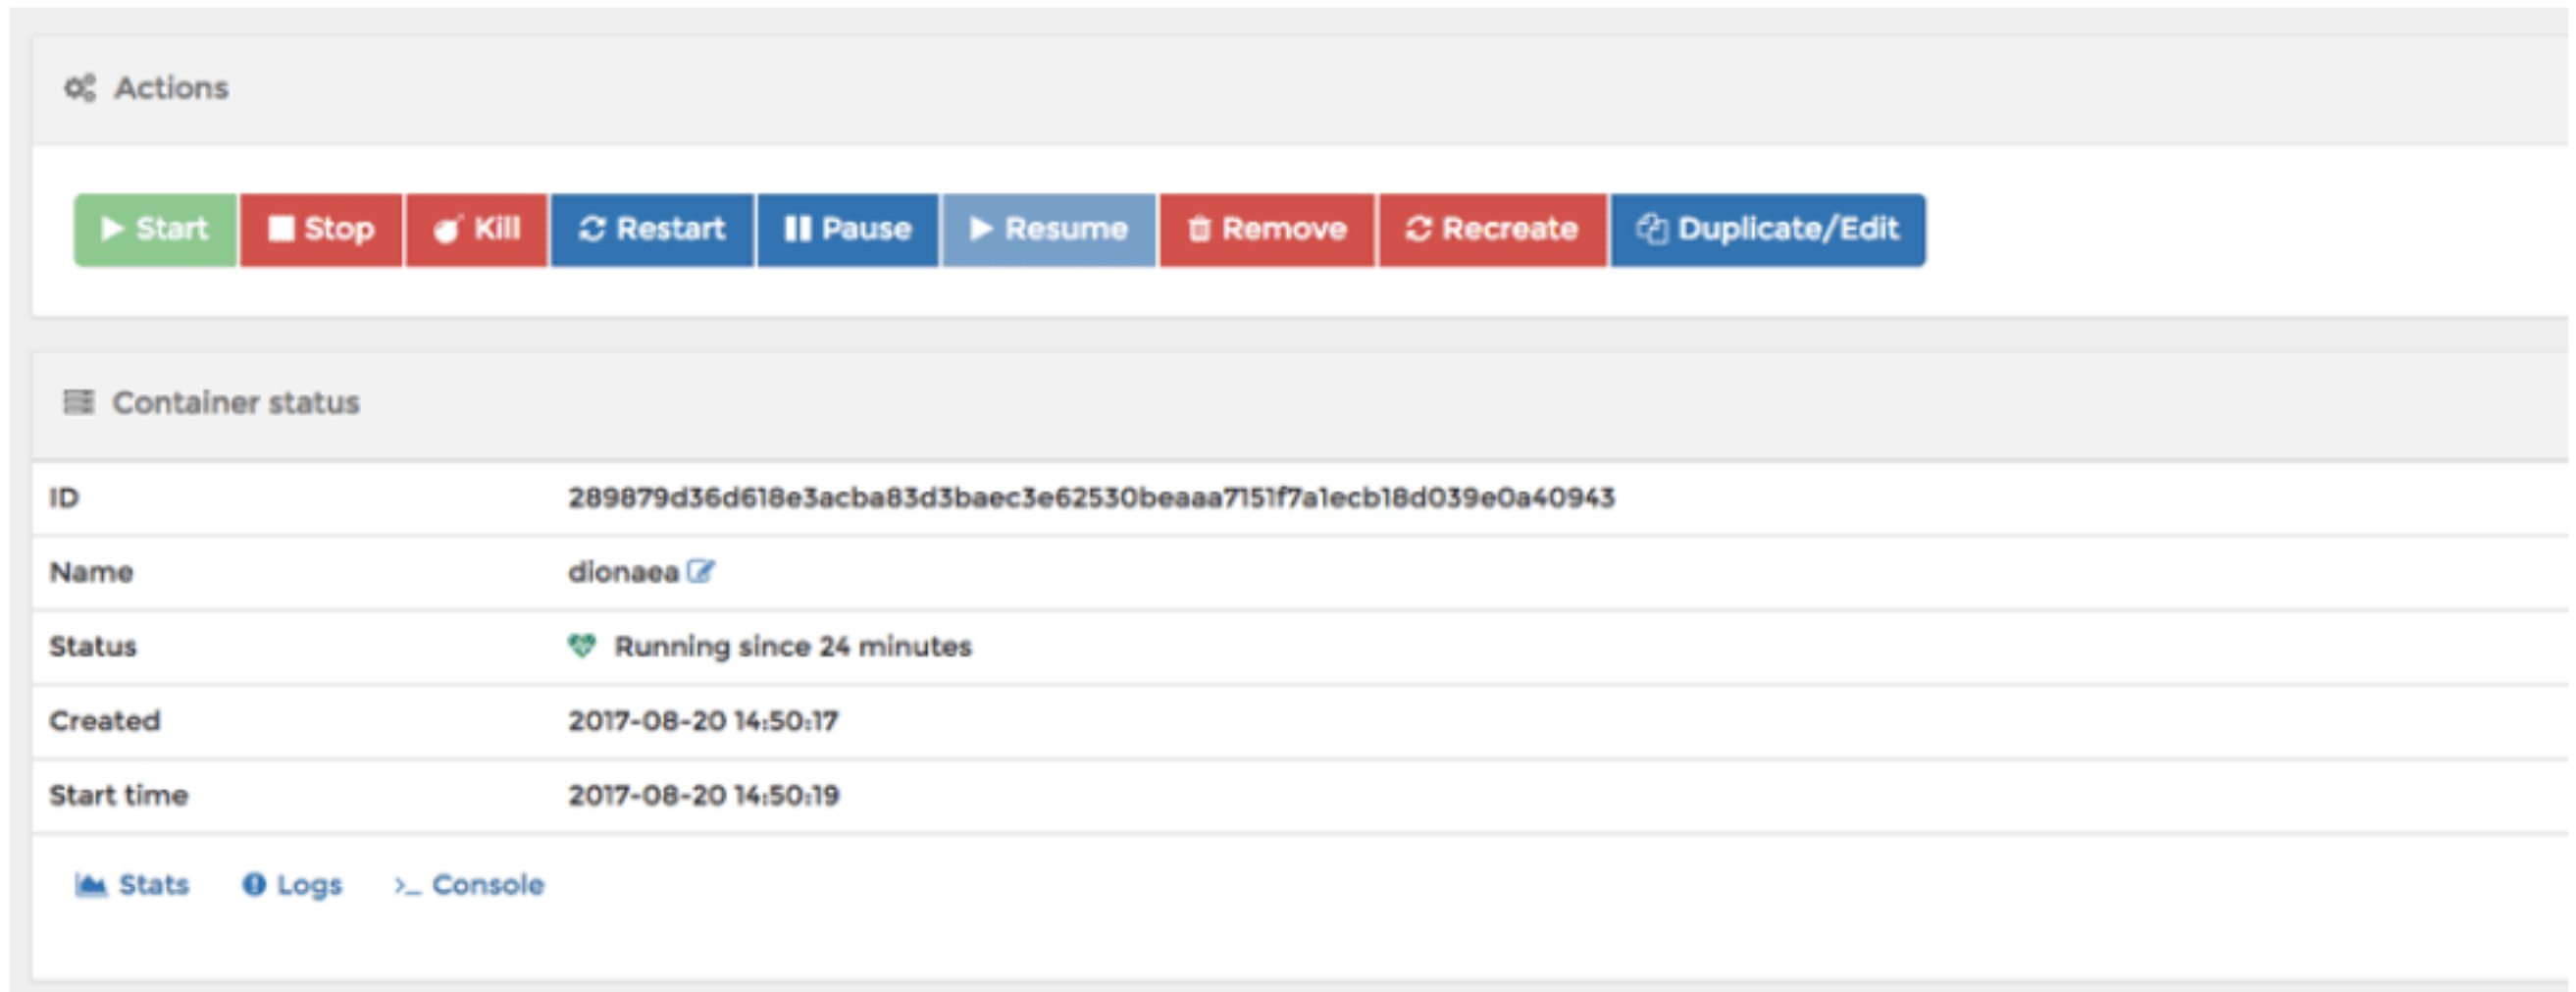 Actions
Start Stop Kill Restart Pause Resume Remove Recreate Duplicate/Edit
Container status
ID 289879d36d618e3acba83d3baec3e62530beaaa7151f7a1ecb18d039e0a40943
Name dionaea
Status Running since 24 minutes
Created 2017-08-20 14:50:17
Start time 2017-08-20 14:50:19
Stats Logs >_ Console